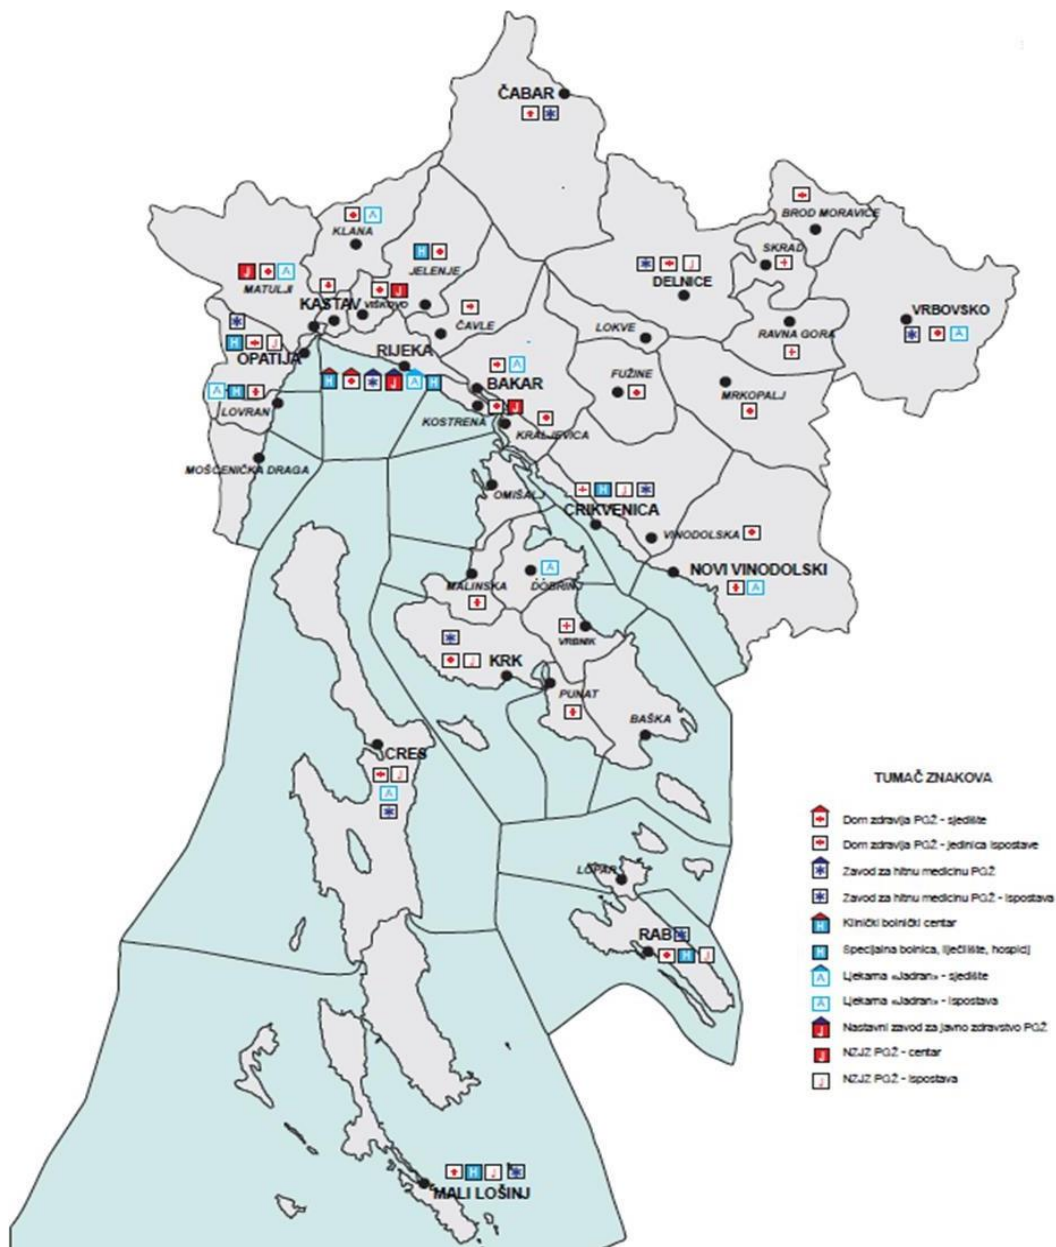 ČABAR
BROD MORAVICE
KLANA
SKRAD
JELENJE
MATULJI
DELNICE
KASTAV
VIŠKOVO
VRBOVSKO
ČAVLE
LOKVE
RAVNA GORA
OPATIJA
RIJEKA
BAKAR
FUŽINE
MRKOPALJ
LOVRAN
KOSTRENA
KRALJEVICA
MOŠĆENIČKA DRAGA
OMIŠALJ
CRIKVENICA
VINODOLSKA
NOVI VINODOLSKI
MALINSKA
DOBRINJ
VRBNIK
KRK
PUNAT
BAŠKA
CRES
LOPAR
RAB
MALI LOŠINJ
TUMAČ ZNAKOVA
Dom zdravlja PGŽ - sjedište
Dom zdravlja PGŽ - jedinica ispostave
Zavod za hitnu medicinu PGŽ
Zavod za hitnu medicinu PGŽ - ispostava
H Klinički bolnički centar
H Specijalna bolnica, lječilište, hospicij
A Ljekarna «Jadran» - sjedište
A Ljekarna «Jadran» - ispostava
J Nastavni zavod za javno zdravstvo PGŽ
J NZJZ PGŽ - centar
J NZJZ PGŽ - ispostava